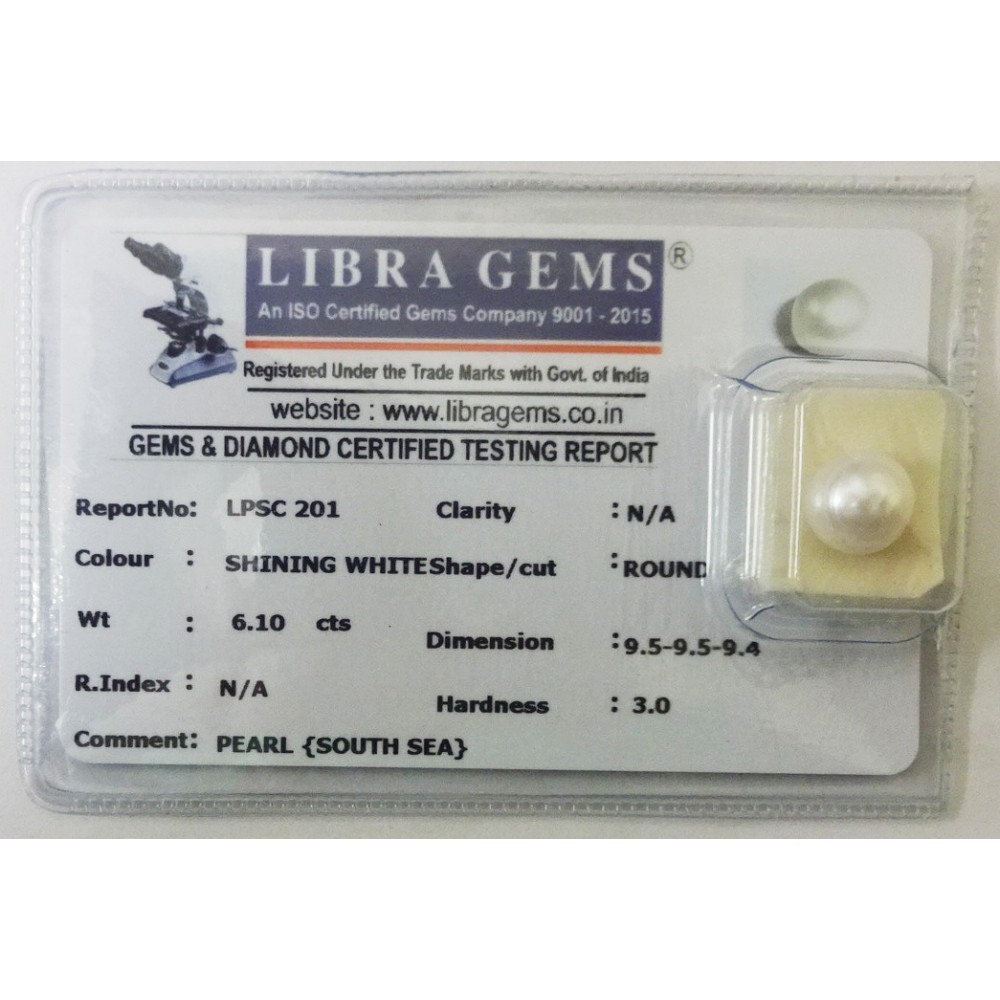 LIBRA GEMS ®
An ISO Certified Gems Company 9001 - 2015
Registered Under the Trade Marks with Govt. of India
website : www.libragems.co.in
GEMS & DIAMOND CERTIFIED TESTING REPORT
ReportNo: LPSC 201 Clarity : N/A
Colour : SHINING WHITE Shape/cut : ROUND
Wt : 6.10 cts Dimension : 9.5-9.5-9.4
R.Index : N/A Hardness : 3.0
Comment: PEARL {SOUTH SEA}